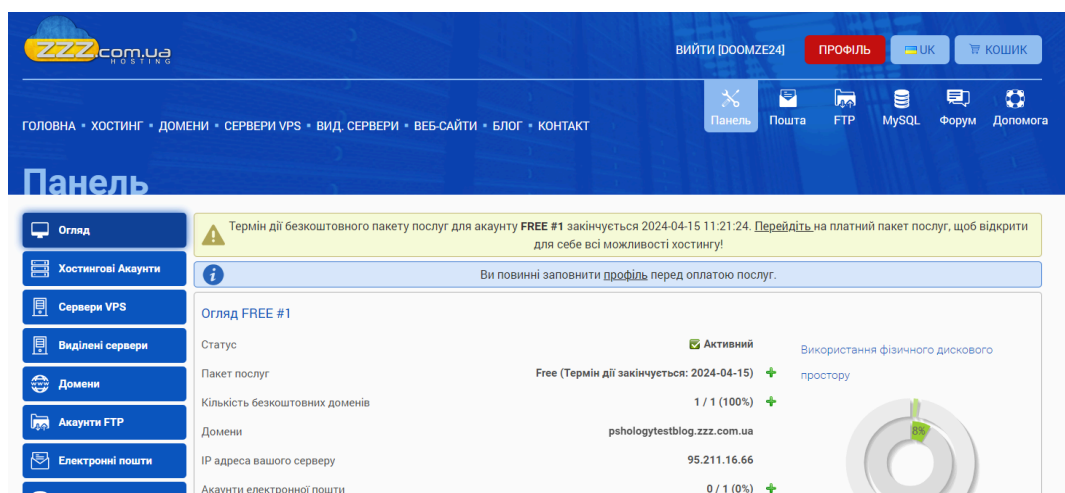 ZZZ.com.ua
HOSTING
ВИЙТИ [DOOMZE24]
ПРОФІЛЬ
UK
КОШИК
ГОЛОВНА • ХОСТИНГ • ДОМЕНИ • СЕРВЕРИ VPS • ВИД. СЕРВЕРИ • ВЕБ-САЙТИ • БЛОГ • КОНТАКТ
Панель
Пошта
FTP
MySQL
Форум
Допомога
Панель
Огляд
Хостингові Акаунти
Сервери VPS
Виділені сервери
Домени
Акаунти FTP
Електронні пошти
Термін дії безкоштовного пакету послуг для акаунту FREE #1 закінчується 2024-04-15 11:21:24. Перейдіть на платний пакет послуг, щоб відкрити
для себе всі можливості хостингу!
Ви повинні заповнити профіль перед оплатою послуг.
Огляд FREE #1
Статус Активний
Пакет послуг Free (Термін дії закінчується: 2024-04-15)
Кількість безкоштовних доменів 1 / 1 (100%)
Домени pshologytestblog.zzz.com.ua
IP адреса вашого серверу 95.211.16.66
Акаунти електронної пошти 0 / 1 (0%)
Використання фізичного дискового
простору
8%